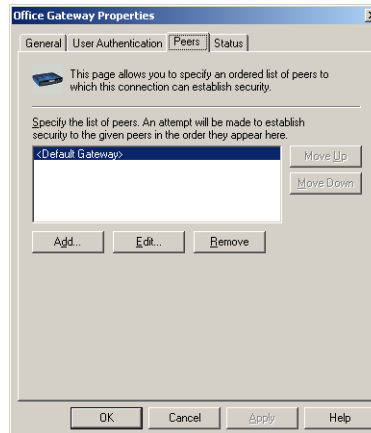 Office Gateway Properties
General User Authentication Peers Status
This page allows you to specify an ordered list of peers to
which this connection can establish security.
Specify the list of peers. An attempt will be made to establish
security to the given peers in the order they appear here.
<Default Gateway>
Move Up
Move Down
Add... Edit... Remove
OK Cancel Apply Help